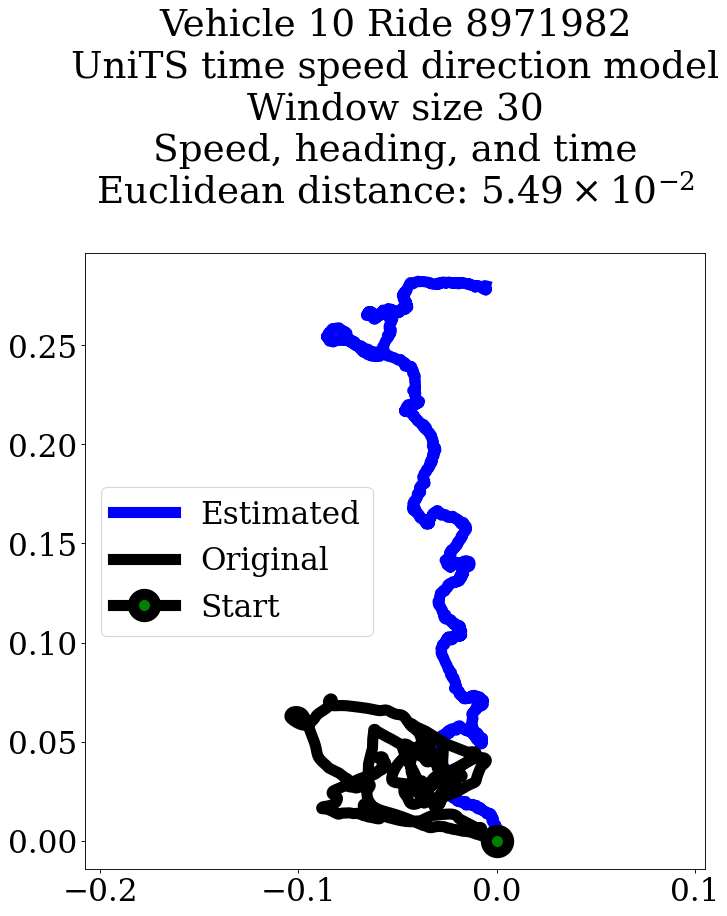 Vehicle 10 Ride 8971982
UniTS time speed direction model
Window size 30
Speed, heading, and time
Euclidean distance: 5.49 × 10⁻²
0.25
0.20
0.15
0.10
0.05
0.00
Estimated
Original
Start
−0.2 −0.1 0.0 0.1